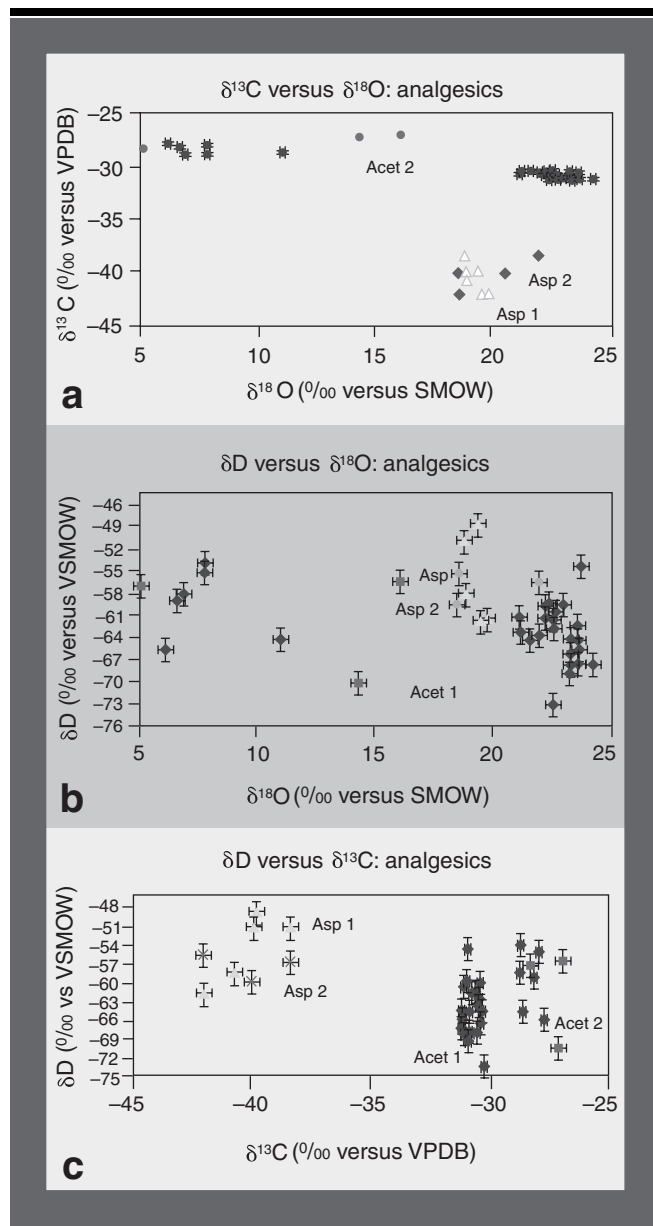 δ¹³C versus δ¹⁸O: analgesics
δ¹³ C (⁰/₀₀ versus VPDB)
−25
−30
−35
−40
−45
Acet 2
Asp 2
Asp 1
5
10
15
20
25
δ¹⁸ O (⁰/₀₀ versus SMOW)
a
δD versus δ¹⁸O: analgesics
δD (⁰/₀₀ versus VSMOW)
−46
−49
−52
−55
−58
−61
−64
−67
−70
−73
−76
Asp
Asp 2
Acet 1
5
10
15
20
25
δ¹⁸O (⁰/₀₀ versus SMOW)
b
δD versus δ¹³C: analgesics
δD (⁰/₀₀ vs VSMOW)
−48
−51
−54
−57
−60
−63
−66
−69
−72
−75
Asp 1
Asp 2
Acet 2
Acet 1
−45
−40
−35
−30
−25
δ¹³C (⁰/₀₀ versus VPDB)
c